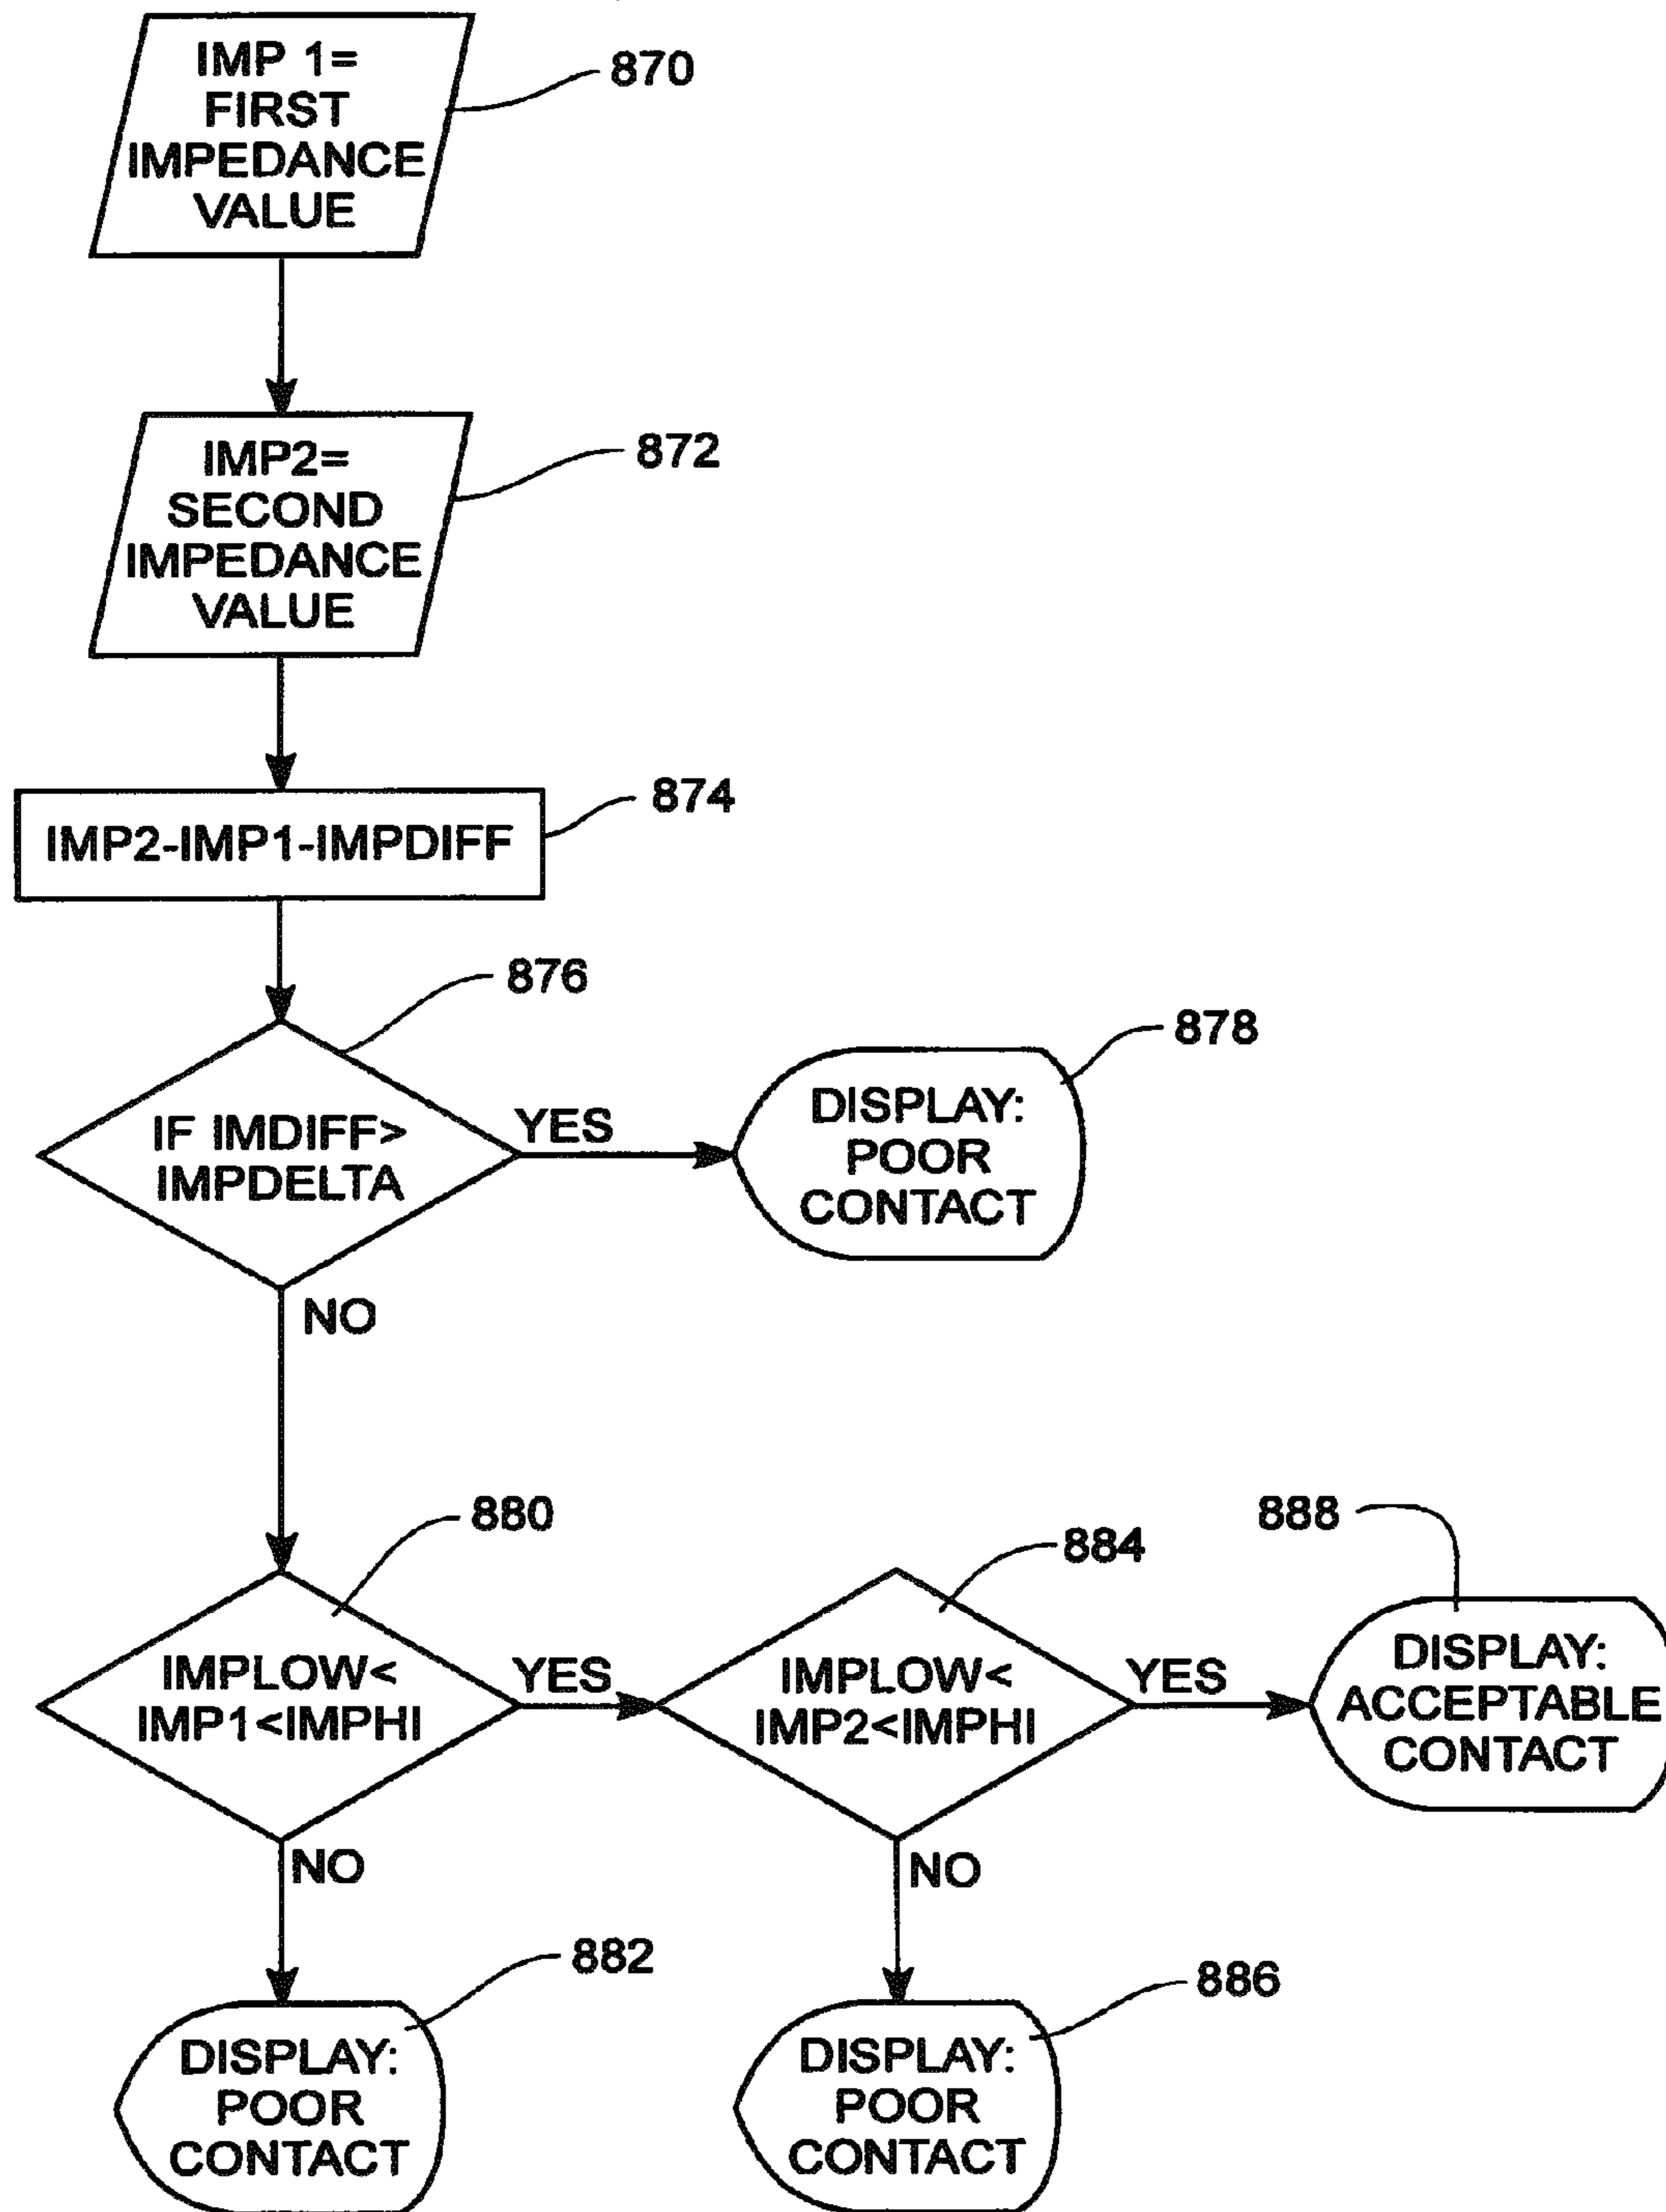 IMP 1=
FIRST
IMPEDANCE
VALUE
870
IMP2=
SECOND
IMPEDANCE
VALUE
872
874
IMP2-IMP1-IMPDIFF
876
IF IMDIFF>
IMPDELTA
YES
NO
878
DISPLAY:
POOR
CONTACT
880
IMPLOW<
IMP1<IMPHI
YES
NO
884
IMPLOW<
IMP2<IMPHI
YES
NO
888
DISPLAY:
ACCEPTABLE
CONTACT
882
DISPLAY:
POOR
CONTACT
886
DISPLAY:
POOR
CONTACT